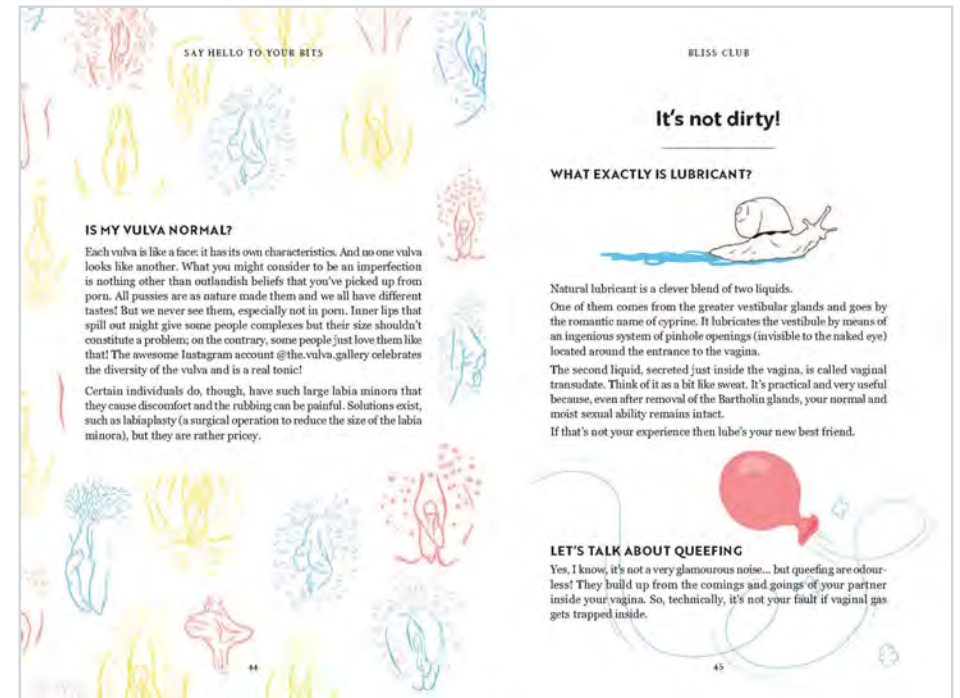 SAY HELLO TO YOUR BITS
IS MY VULVA NORMAL?
Each vulva is like a face: it has its own characteristics. And no one vulva
looks like another. What you might consider to be an imperfection
is nothing other than outlandish beliefs that you've picked up from
porn. All pussies are as nature made them and we all have different
tastes! But we never see them, especially not in porn. Inner lips that
spill out might give some people complexes but their size shouldn't
constitute a problem; on the contrary, some people just love them like
that! The awesome Instagram account @the.vulva.gallery celebrates
the diversity of the vulva and is a real tonic!
Certain individuals do, though, have such large labia minora that
they cause discomfort and the rubbing can be painful. Solutions exist,
such as labiaplasty (a surgical operation to reduce the size of the labia
minora), but they are rather pricey.
44
BLISS CLUB
It's not dirty!
WHAT EXACTLY IS LUBRICANT?
Natural lubricant is a clever blend of two liquids.
One of them comes from the greater vestibular glands and goes by
the romantic name of cyprine. It lubricates the vestibule by means of
an ingenious system of pinhole openings (invisible to the naked eye)
located around the entrance to the vagina.
The second liquid, secreted just inside the vagina, is called vaginal
transudate. Think of it as a bit like sweat. It's practical and very useful
because, even after removal of the Bartholin glands, your normal and
moist sexual ability remains intact.
If that's not your experience then lube's your new best friend.
LET'S TALK ABOUT QUEEFING
Yes, I know, it's not a very glamourous noise... but queefing are odour-
less! They build up from the comings and goings of your partner
inside your vagina. So, technically, it's not your fault if vaginal gas
gets trapped inside.
45